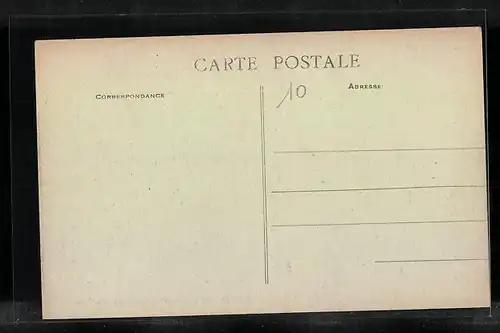 CARTE POSTALE
CORRESPONDANCE
ADRESSE
10